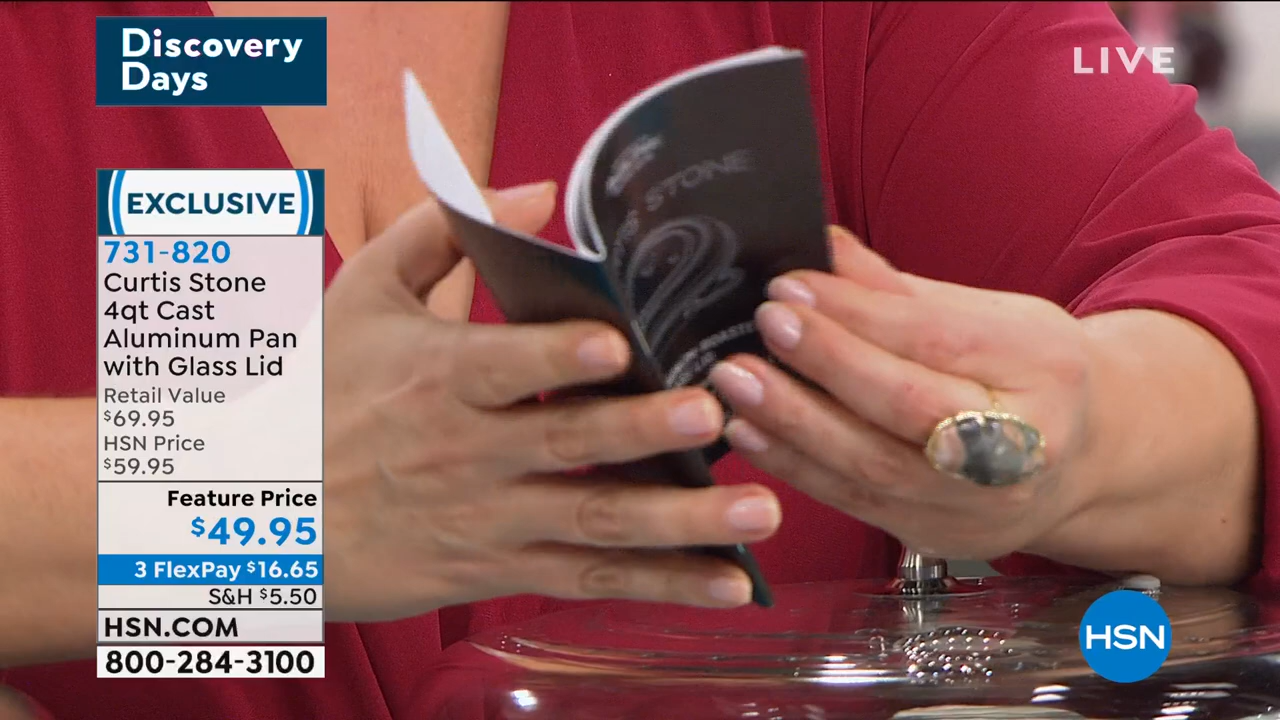 Discovery
Days
LIVE
EXCLUSIVE
731-820
Curtis Stone
4qt Cast
Aluminum Pan
with Glass Lid
Retail Value
$69.95
HSN Price
$59.95
Feature Price
$49.95
3 FlexPay $16.65
S&H $5.50
HSN.COM
800-284-3100
STONE
HSN